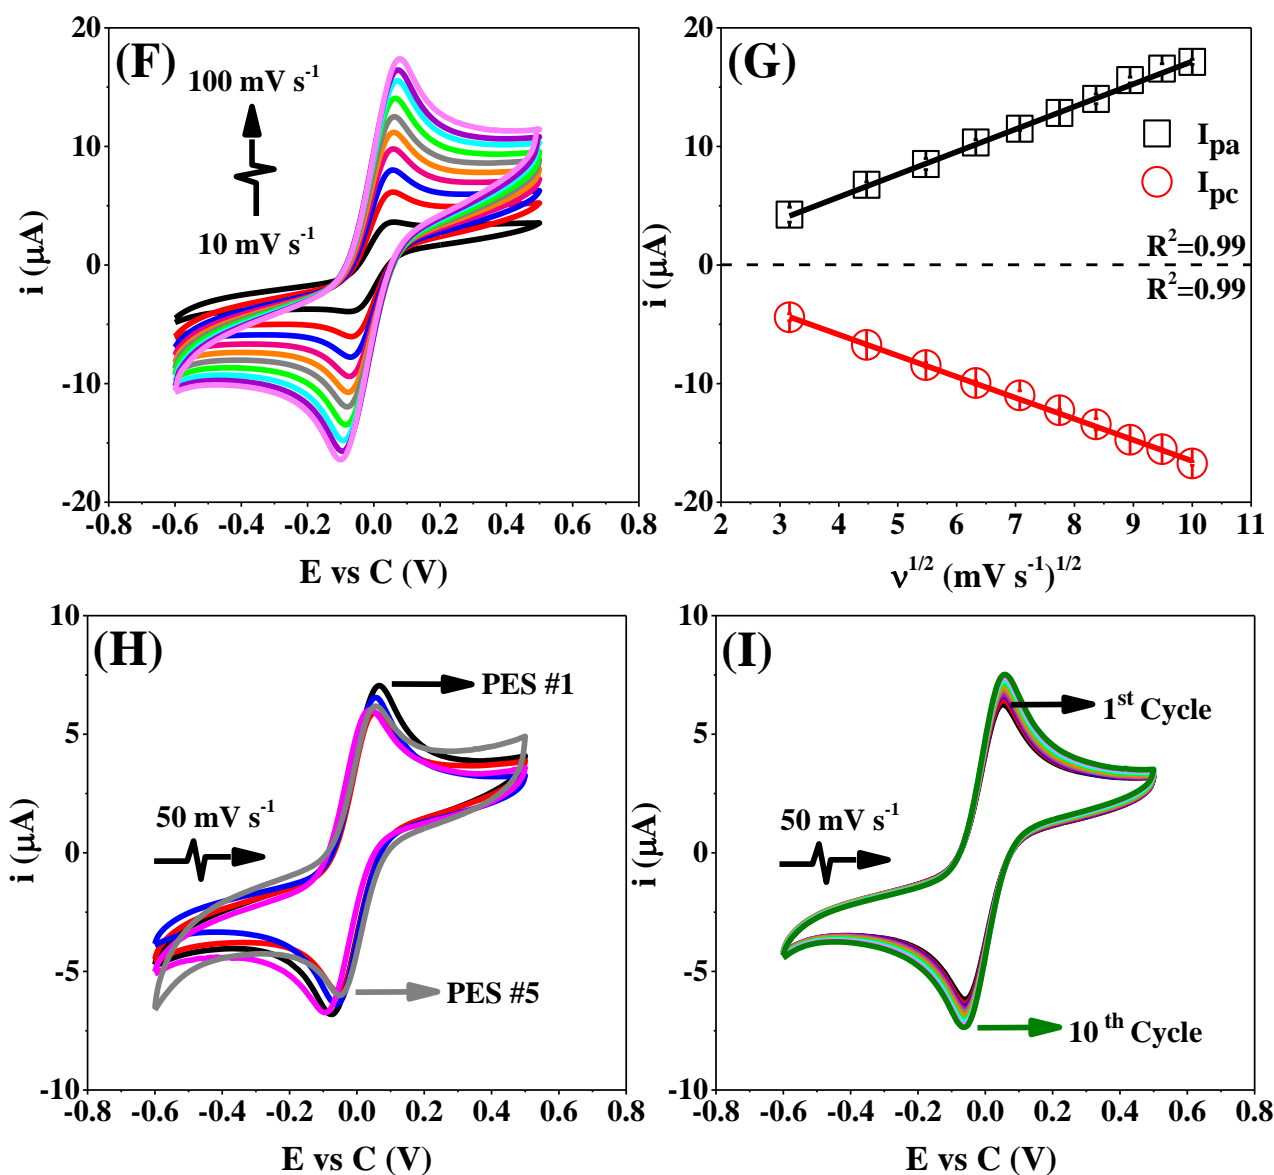 (F)
100 mV s⁻¹
10 mV s⁻¹
20
10
0
-10
-20
i (μA)
-0.8 -0.6 -0.4 -0.2 0.0 0.2 0.4 0.6 0.8
E vs C (V)
(G)
I_pa
I_pc
R²=0.99
R²=0.99
20
10
0
-10
-20
i (μA)
2 3 4 5 6 7 8 9 10 11
ν^1/2 (mV s⁻¹)^1/2
(H)
PES #1
50 mV s⁻¹
PES #5
10
5
0
-5
-10
i (μA)
-0.8 -0.6 -0.4 -0.2 0.0 0.2 0.4 0.6 0.8
E vs C (V)
(I)
1st Cycle
50 mV s⁻¹
10 th Cycle
10
5
0
-5
-10
i (μA)
-0.8 -0.6 -0.4 -0.2 0.0 0.2 0.4 0.6 0.8
E vs C (V)